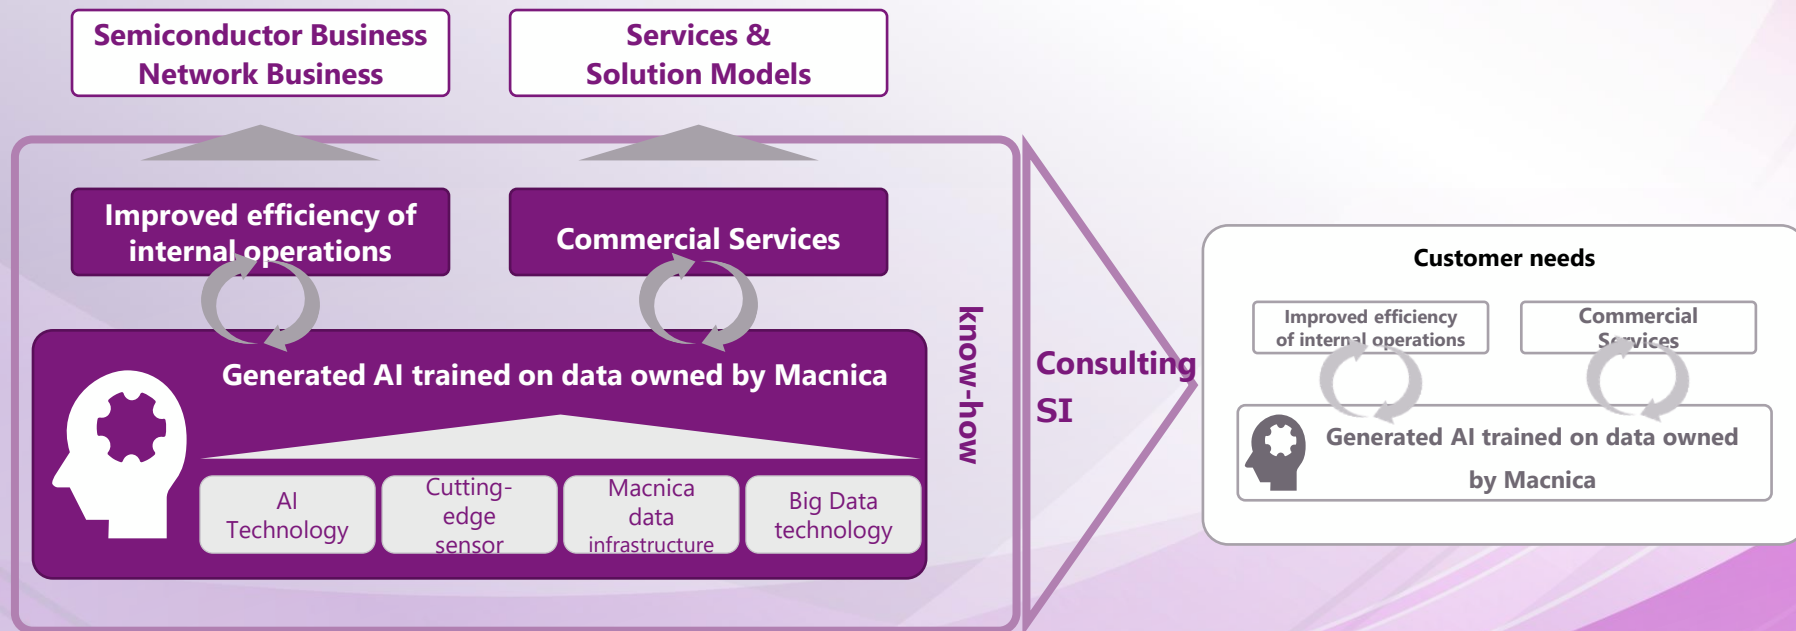 Semiconductor Business
Network Business
Services &
Solution Models
Improved efficiency of
internal operations
Commercial Services
Generated AI trained on data owned by Macnica
AI
Technology
Cutting-
edge
sensor
Macnica
data
infrastructure
Big Data
technology
know-how
Consulting
SI
Customer needs
Improved efficiency
of internal operations
Commercial
Services
Generated AI trained on data owned
by Macnica